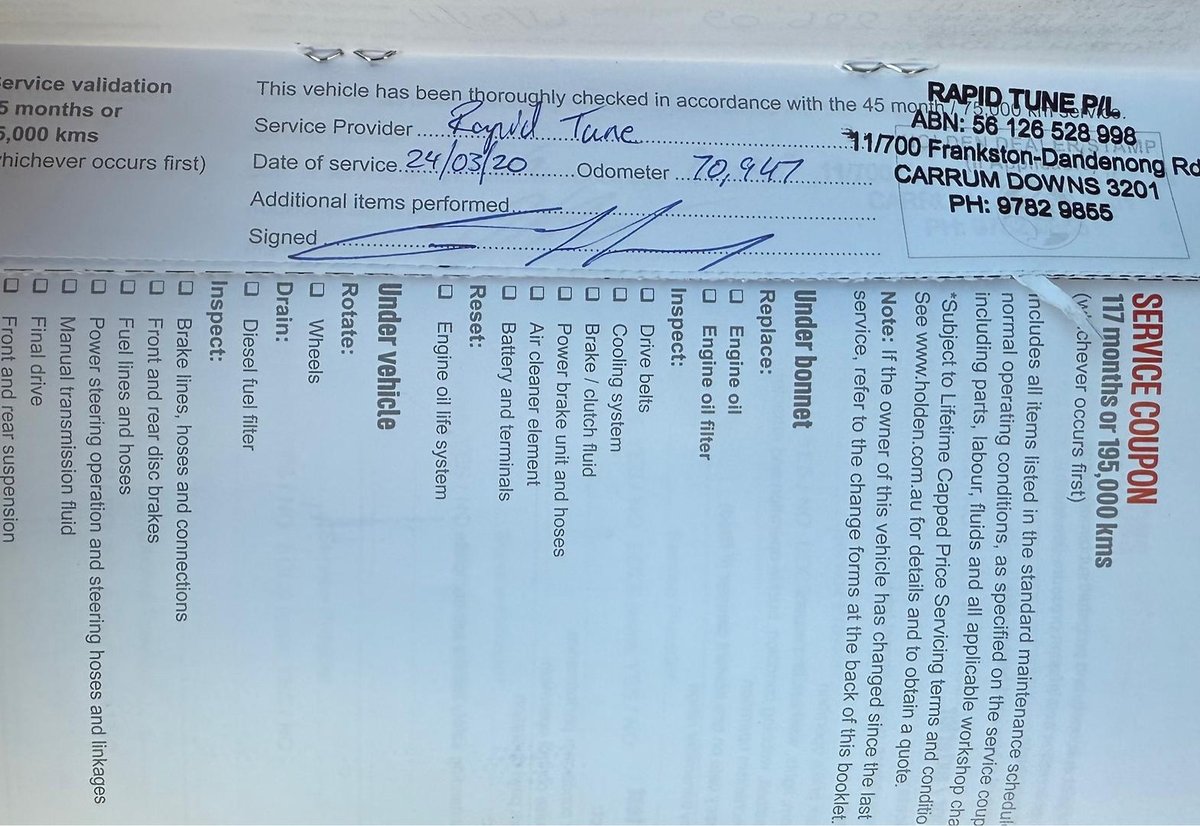 ervice validation
5 months or
5,000 kms
hichever occurs first)
This vehicle has been thoroughly checked in accordance with the 45 month / 75,000 km service.
Service Provider Rapid Tune
Date of service 24/03/20 Odometer 70,947
Additional items performed
Signed
RAPID TUNE P/L
ABN: 56 126 528 998
11/700 Frankston-Dandenong Rd
CARRUM DOWNS 3201
PH: 9782 9855
SERVICE COUPON
117 months or 195,000 kms
chever occurs first)
includes all items listed in the standard maintenance schedul
normal operating conditions, as specified on the service coup
including parts, labour, fluids and all applicable workshop cha
*Subject to Lifetime Capped Price Servicing terms and conditio
See www.holden.com.au for details and to obtain a quote.
Note: If the owner of this vehicle has changed since the last
service, refer to the change forms at the back of this booklet.
Under bonnet
Replace:
Engine oil
Engine oil filter
Inspect:
Drive belts
Cooling system
Brake / clutch fluid
Power brake unit and hoses
Air cleaner element
Battery and terminals
Reset:
Engine oil life system
Under vehicle
Rotate:
Wheels
Drain:
Diesel fuel filter
Inspect:
Brake lines, hoses and connections
Front and rear disc brakes
Fuel lines and hoses
Power steering operation and steering hoses and linkages
Manual transmission fluid
Final drive
Front and rear suspension